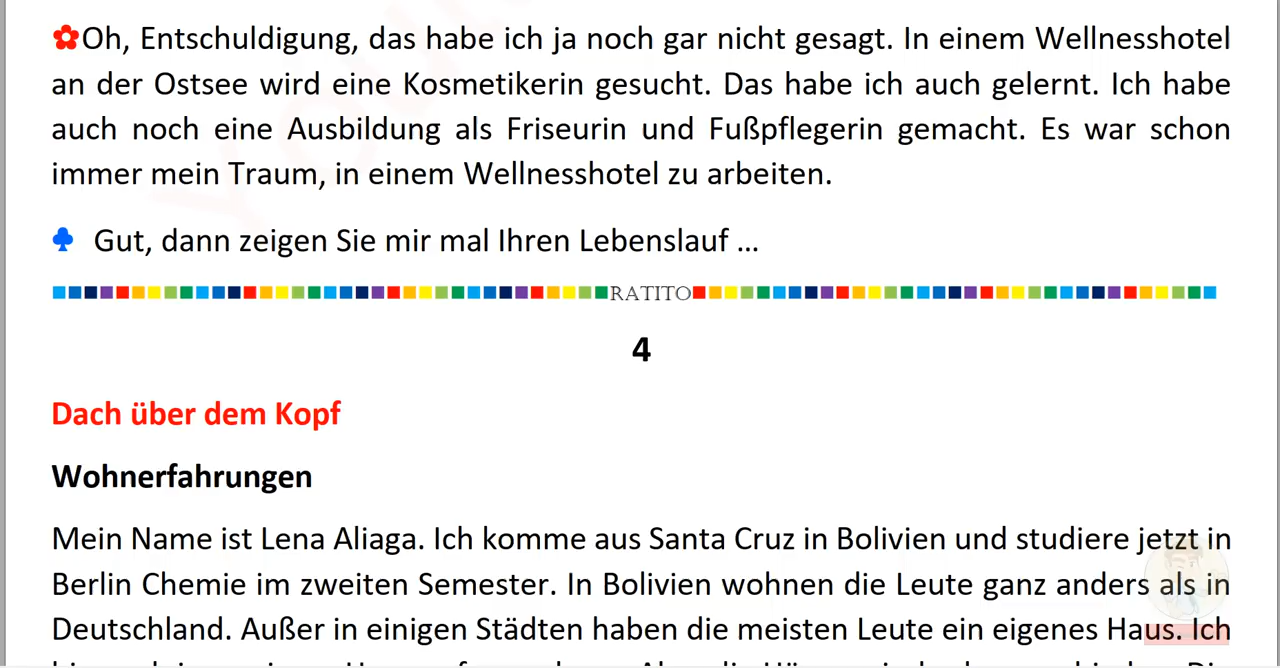 Oh, Entschuldigung, das habe ich ja noch gar nicht gesagt. In einem Wellnesshotel
an der Ostsee wird eine Kosmetikerin gesucht. Das habe ich auch gelernt. Ich habe
auch noch eine Ausbildung als Friseurin und Fußpflegerin gemacht. Es war schon
immer mein Traum, in einem Wellnesshotel zu arbeiten.
Gut, dann zeigen Sie mir mal Ihren Lebenslauf ...
RATITO
4
Dach über dem Kopf
Wohnerfahrungen
Mein Name ist Lena Aliaga. Ich komme aus Santa Cruz in Bolivien und studiere jetzt in
Berlin Chemie im zweiten Semester. In Bolivien wohnen die Leute ganz anders als in
Deutschland. Außer in einigen Städten haben die meisten Leute ein eigenes Haus. Ich